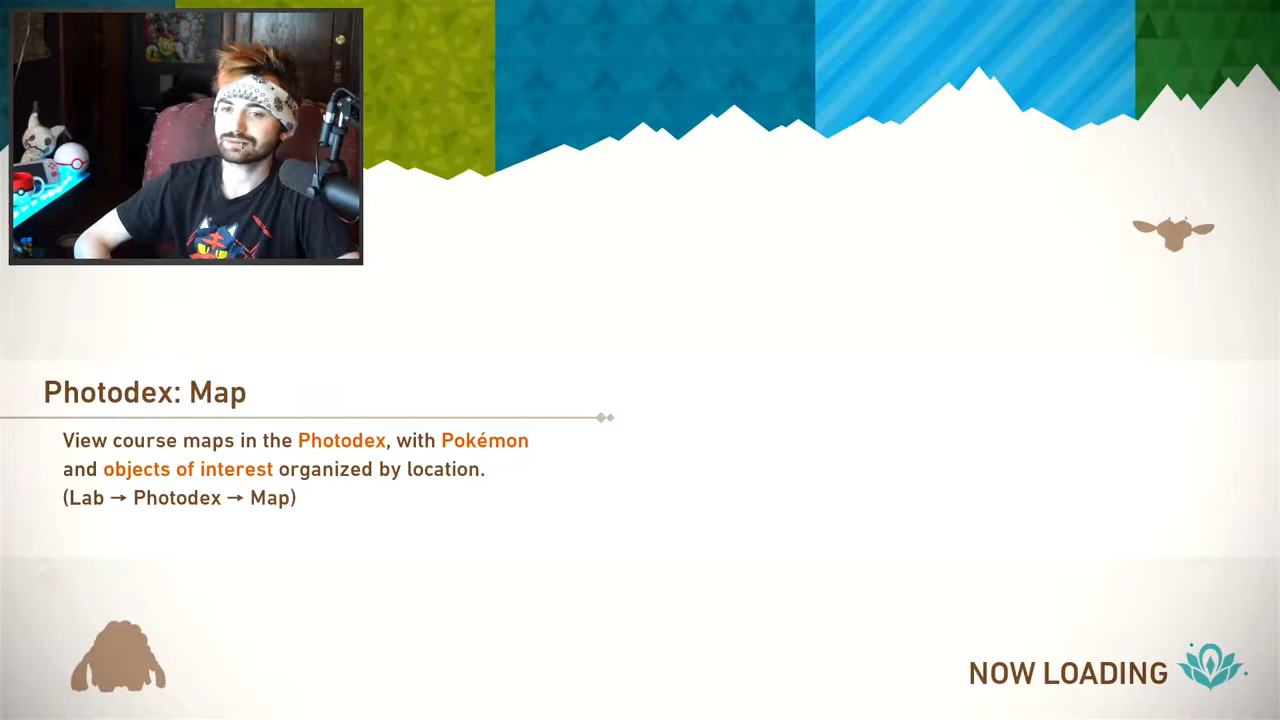 Photodex: Map
View course maps in the Photodex, with Pokémon
and objects of interest organized by location.
(Lab → Photodex → Map)
NOW LOADING